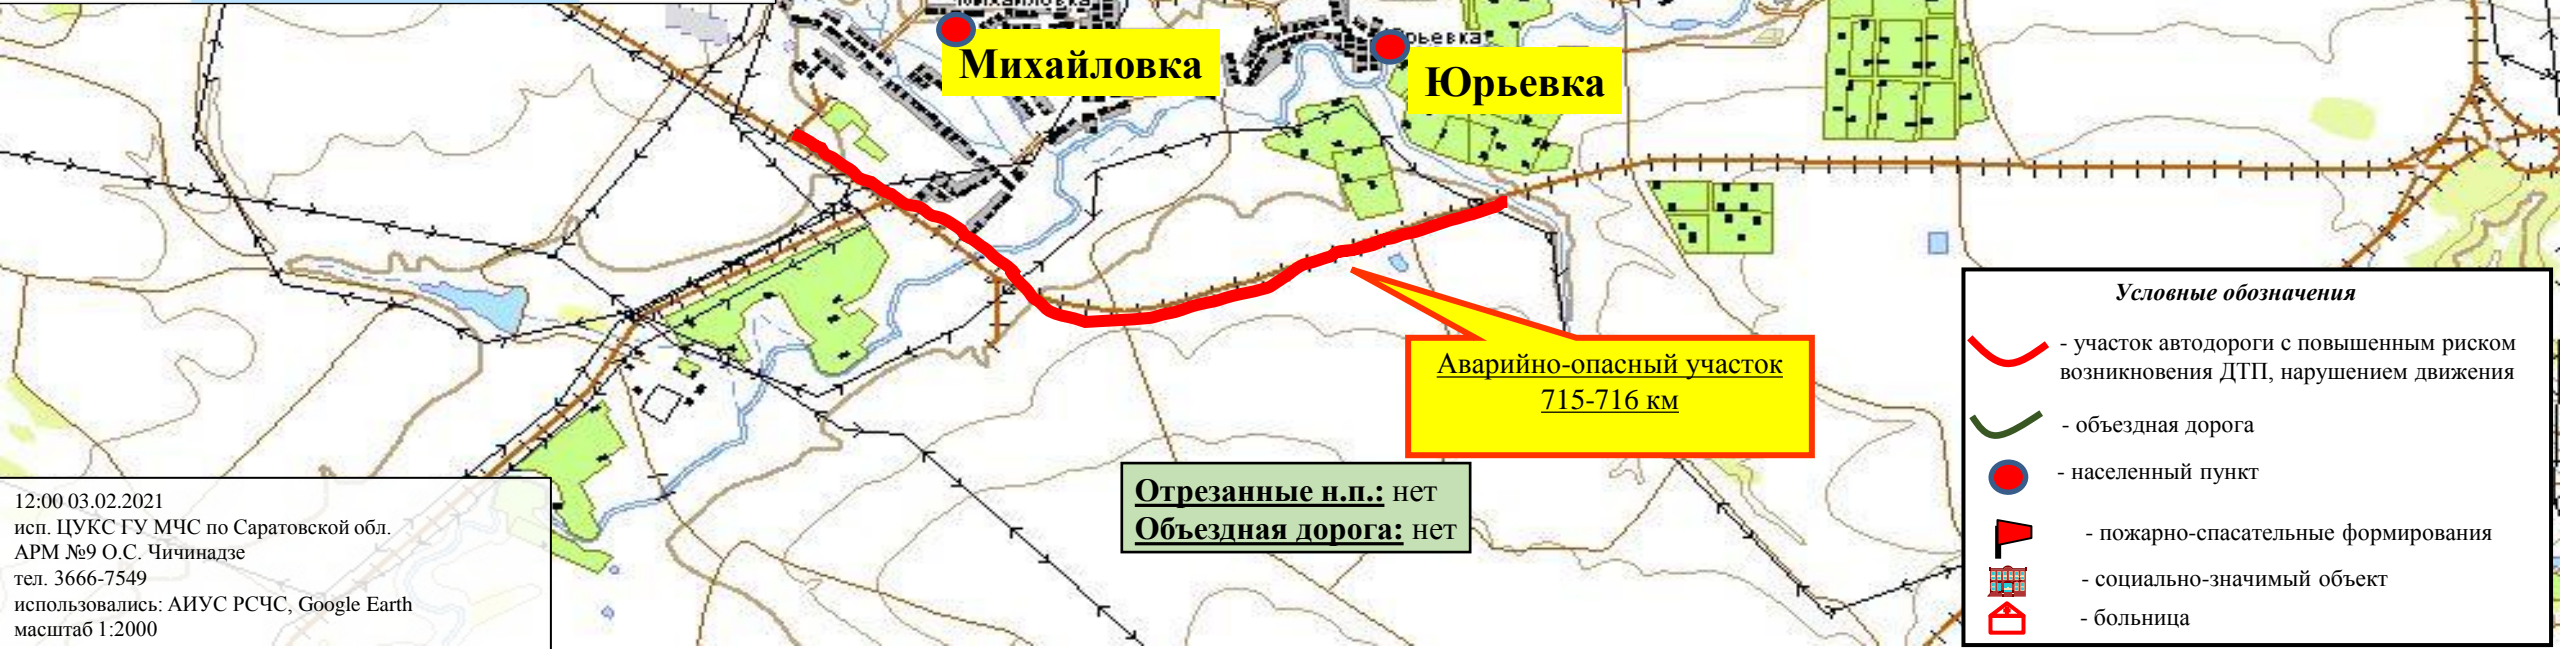 Михайловка
Михайловка
Юрьевка
Юрьевка
Аварийно-опасный участок
715-716 км
Отрезанные н.п.: нет
Объездная дорога: нет
12:00 03.02.2021
исп. ЦУКС ГУ МЧС по Саратовской обл.
АРМ №9 О.С. Чичинадзе
тел. 3666-7549
использовались: АИУС РСЧС, Google Earth
масштаб 1:2000
Условные обозначения
- участок автодороги с повышенным риском
возникновения ДТП, нарушением движения
- объездная дорога
- населенный пункт
- пожарно-спасательные формирования
- социально-значимый объект
- больница